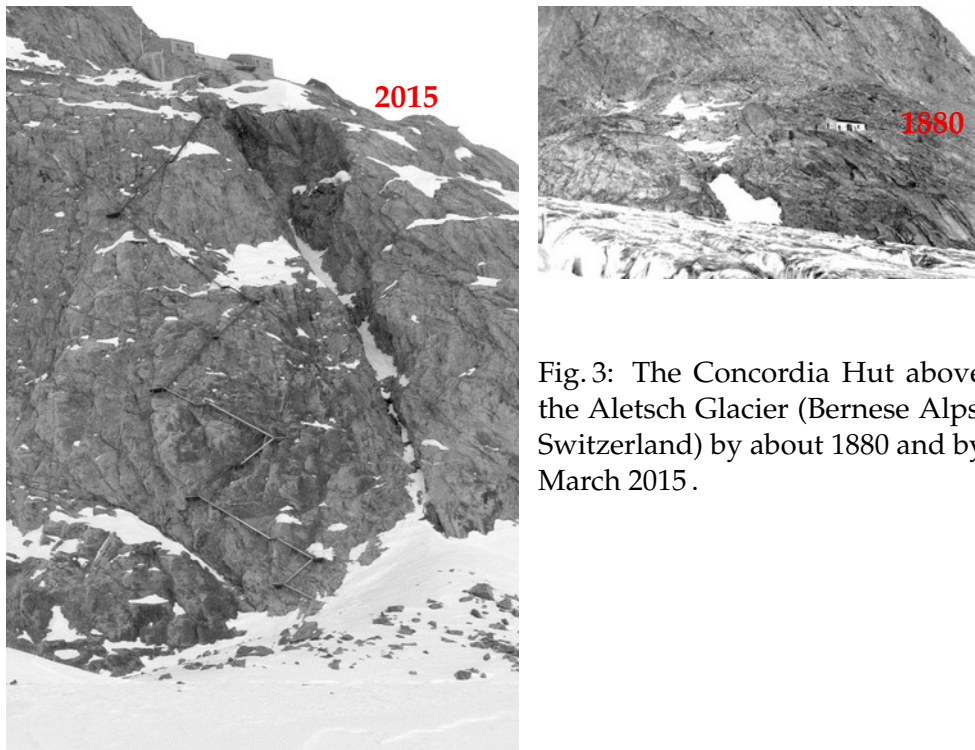 2015
1880
Fig. 3: The Concordia Hut above
the Aletsch Glacier (Bernese Alps
Switzerland) by about 1880 and by
March 2015 .